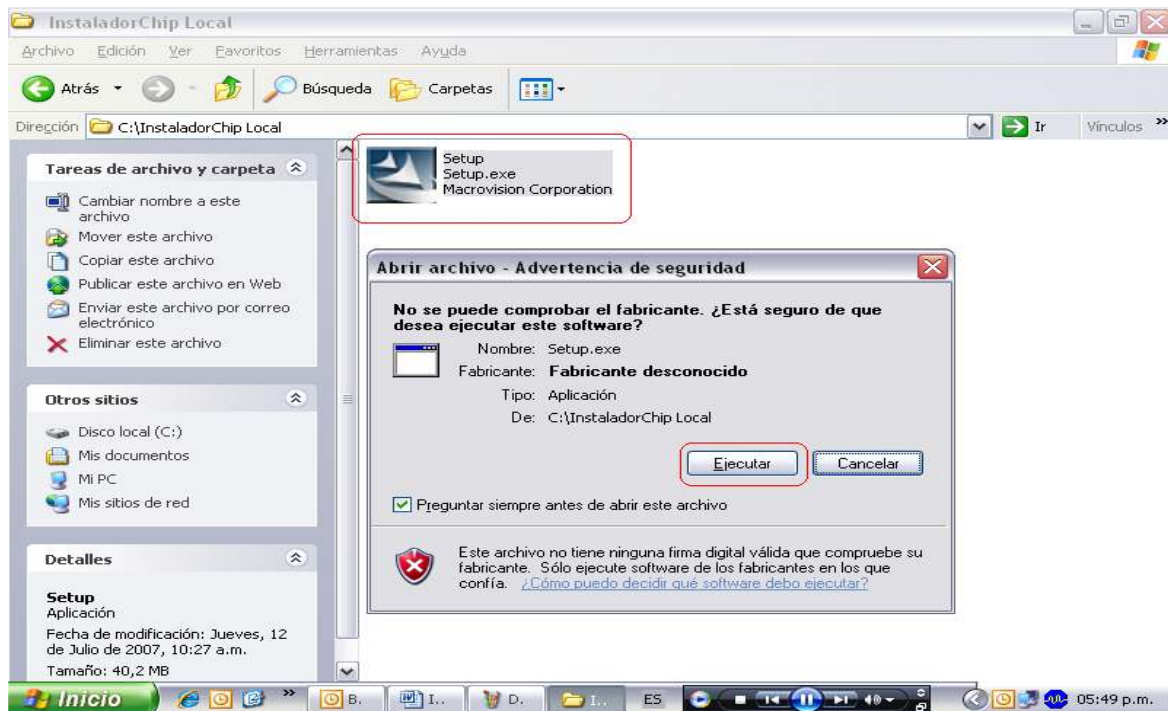 InstaladorChip Local
Archivo Edición Ver Favoritos Herramientas Ayuda
Atrás Búsqueda Carpetas
Dirección C:\InstaladorChip Local Ir Vínculos »
Tareas de archivo y carpeta
Cambiar nombre a este
archivo
Mover este archivo
Copiar este archivo
Publicar este archivo en Web
Enviar este archivo por correo
electrónico
Eliminar este archivo
Otros sitios
Disco local (C:)
Mis documentos
Mi PC
Mis sitios de red
Detalles
Setup
Aplicación
Fecha de modificación: Jueves, 12
de Julio de 2007, 10:27 a.m.
Tamaño: 40,2 MB
Setup
Setup.exe
Macrovision Corporation
Abrir archivo - Advertencia de seguridad
No se puede comprobar el fabricante. ¿Está seguro de que
desea ejecutar este software?
Nombre: Setup.exe
Fabricante: Fabricante desconocido
Tipo: Aplicación
De: C:\InstaladorChip Local
Ejecutar Cancelar
Preguntar siempre antes de abrir este archivo
Este archivo no tiene ninguna firma digital válida que compruebe su
fabricante. Sólo ejecute software de los fabricantes en los que
confía. ¿Cómo puedo decidir qué software debo ejecutar?
Inicio » B. I.. D. I.. ES 05:49 p.m.